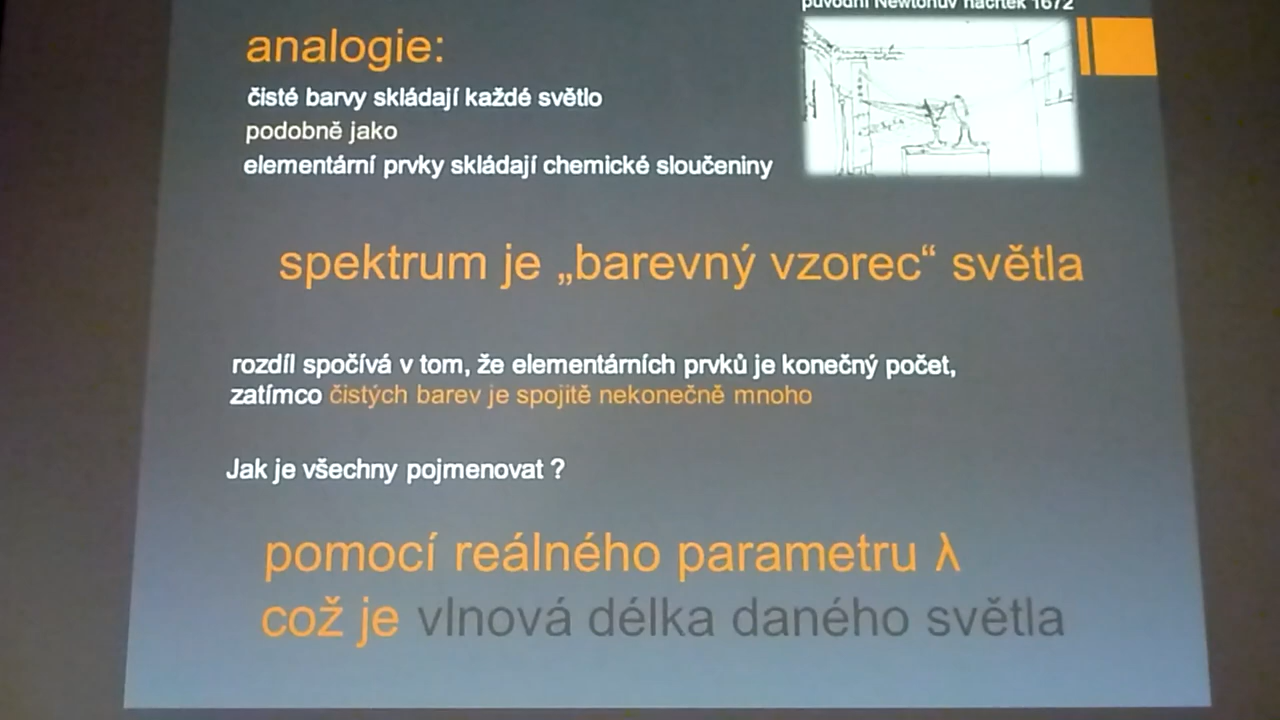 původní Newtonův náčrtek 1672
analogie:
čisté barvy skládají každé světlo
podobně jako
elementární prvky skládají chemické sloučeniny
spektrum je „barevný vzorec“ světla
rozdíl spočívá v tom, že elementárních prvků je konečný počet,
zatímco čistých barev je spojitě nekonečně mnoho
Jak je všechny pojmenovat ?
pomocí reálného parametru λ
což je vlnová délka daného světla